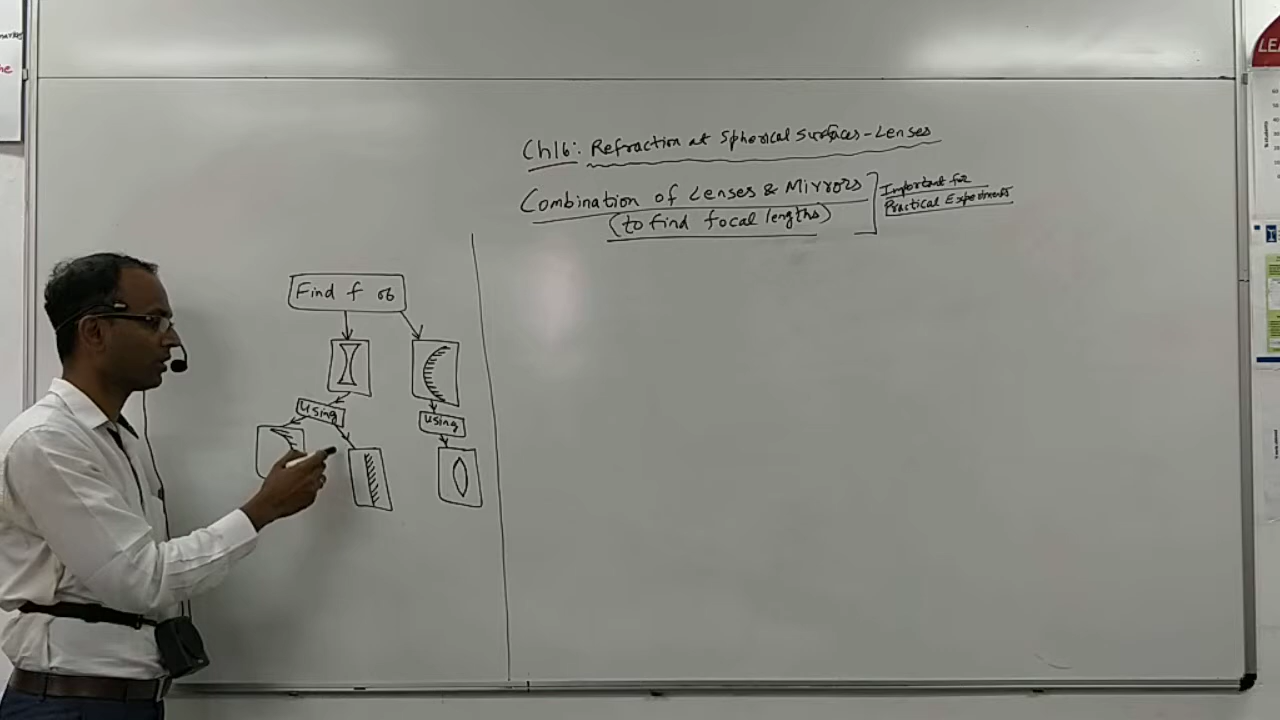 Ch16: Refraction at Spherical Surfaces-Lenses
Combination of Lenses & Mirrors
(to find focal lengths)
Important for
Practical Experiments
Find f of
Using
Using
LEA